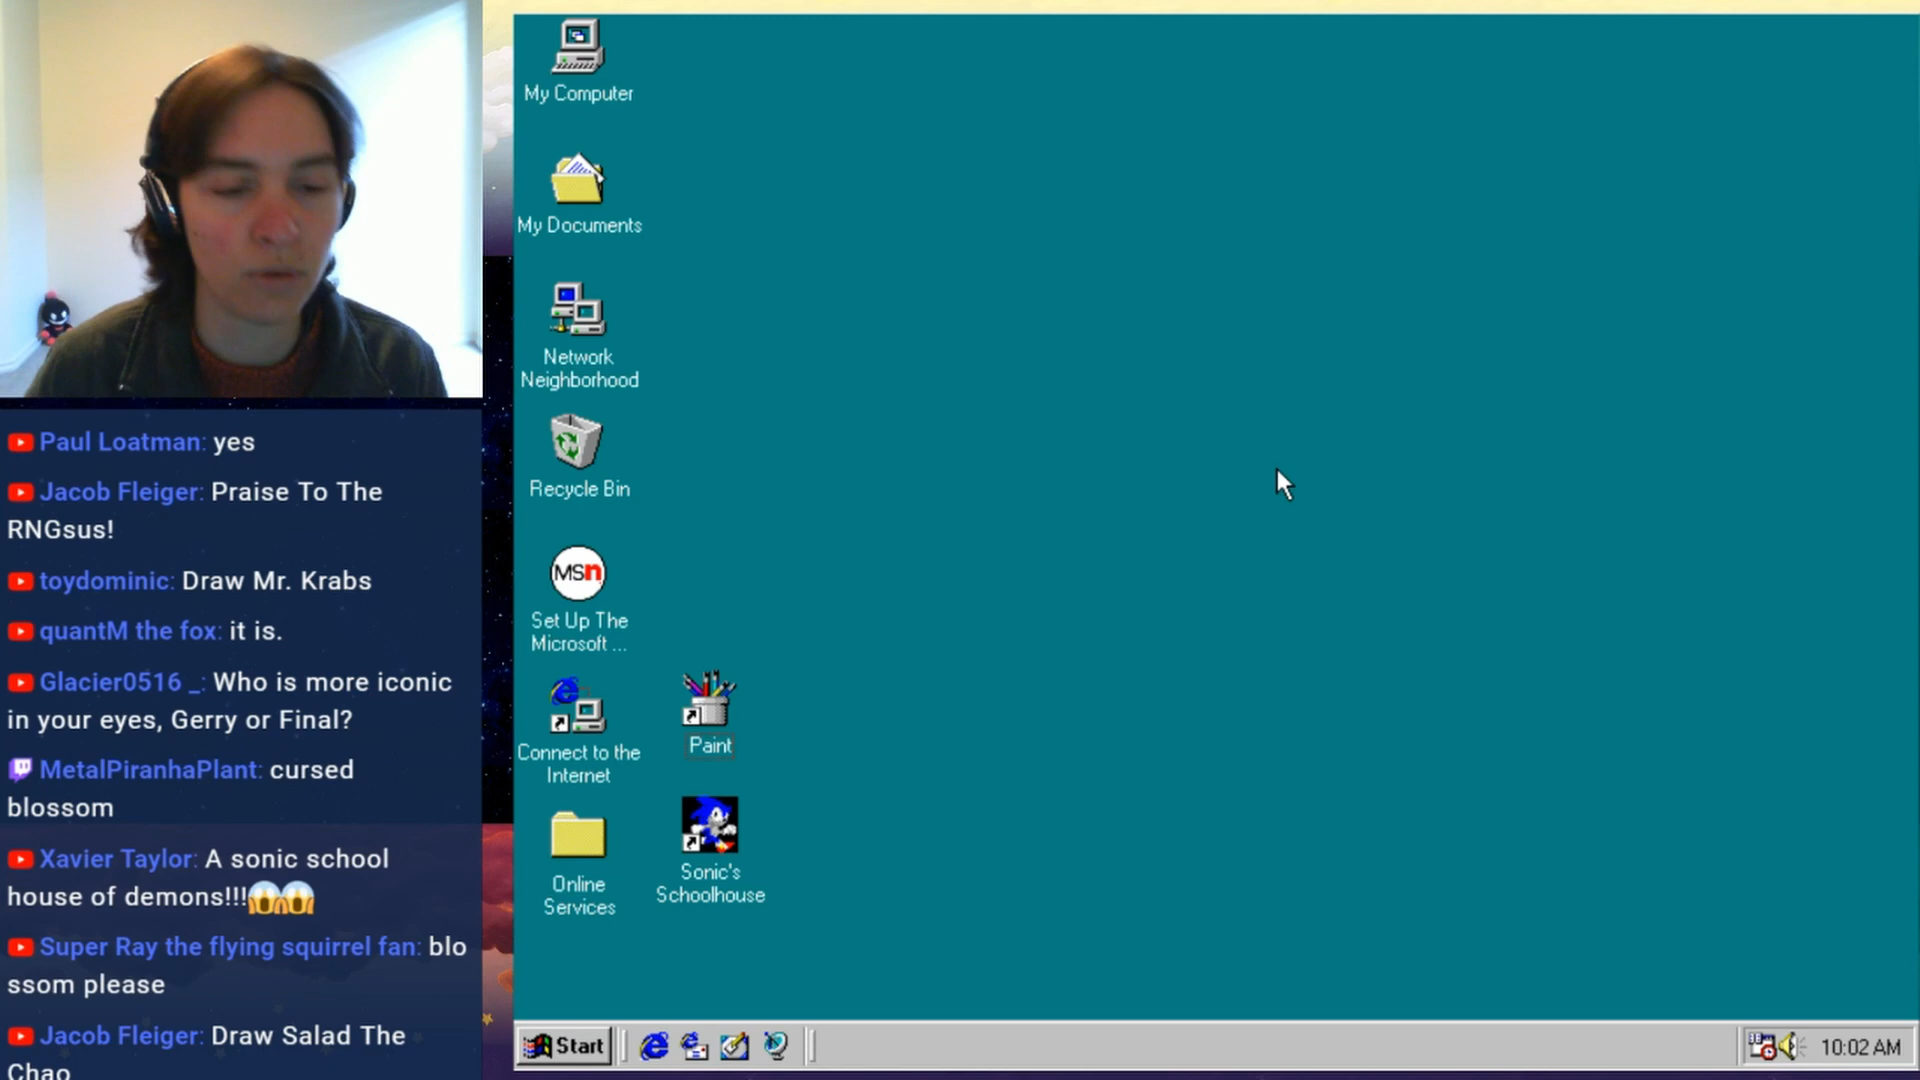 Paul Loatman: yes
Jacob Fleiger: Praise To The
RNGsus!
toydominic: Draw Mr. Krabs
quantM the fox: it is.
Glacier0516 _: Who is more iconic
in your eyes, Gerry or Final?
MetalPiranhaPlant: cursed
blossom
Xavier Taylor: A sonic school
house of demons!!!😱😱
Super Ray the flying squirrel fan: blo
ssom please
Jacob Fleiger: Draw Salad The
Chao
My Computer
My Documents
Network
Neighborhood
Recycle Bin
MSn
Set Up The
Microsoft ...
Connect to the
Internet
Paint
Online
Services
Sonic's
Schoolhouse
Start
10:02 AM